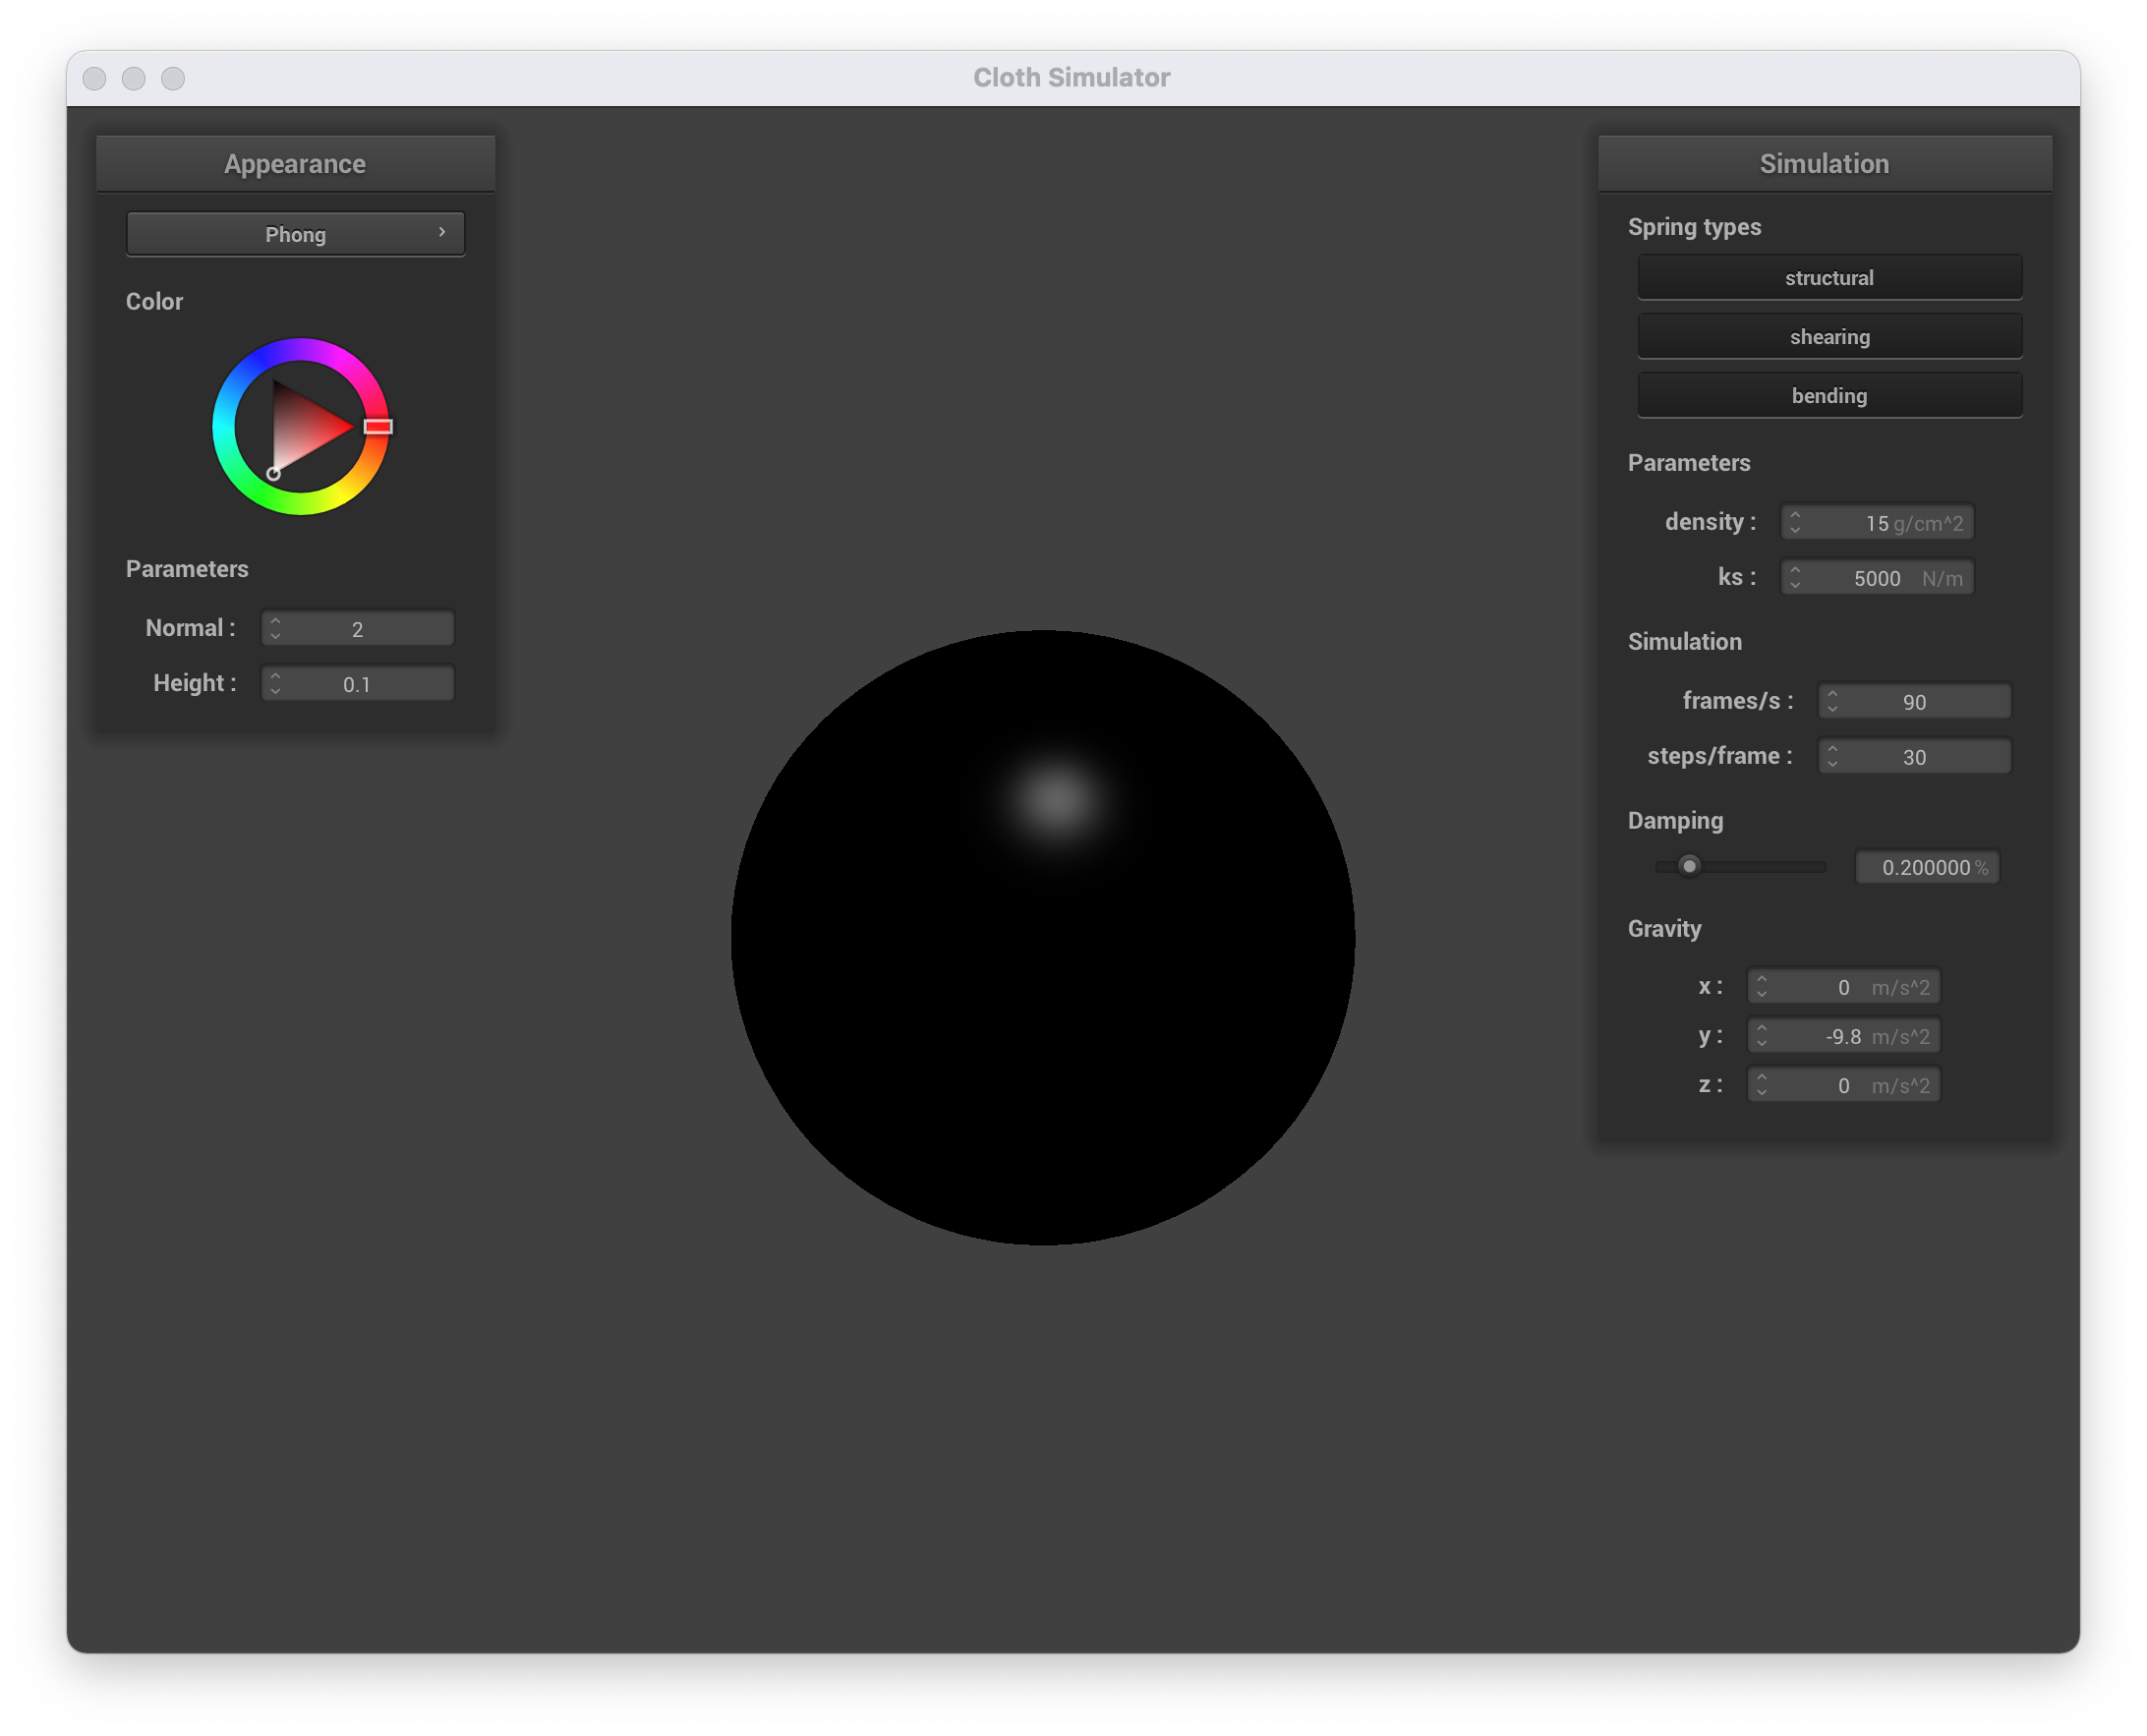 Cloth Simulator
Appearance
Phong
Color
Parameters
Normal : 2
Height : 0.1
Simulation
Spring types
structural
shearing
bending
Parameters
density : 15 g/cm^2
ks : 5000 N/m
Simulation
frames/s : 90
steps/frame : 30
Damping
0.200000 %
Gravity
x : 0 m/s^2
y : -9.8 m/s^2
z : 0 m/s^2